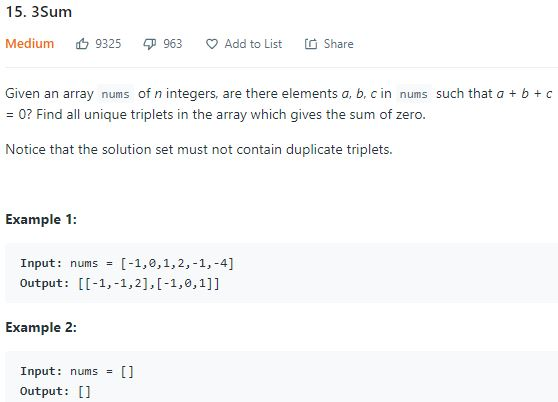 15. 3Sum
Medium 9325 963 Add to List Share
Given an array nums of n integers, are there elements a, b, c in nums such that a + b + c
= 0? Find all unique triplets in the array which gives the sum of zero.
Notice that the solution set must not contain duplicate triplets.
Example 1:
Input: nums = [-1,0,1,2,-1,-4]
Output: [[-1,-1,2],[-1,0,1]]
Example 2:
Input: nums = []
Output: []